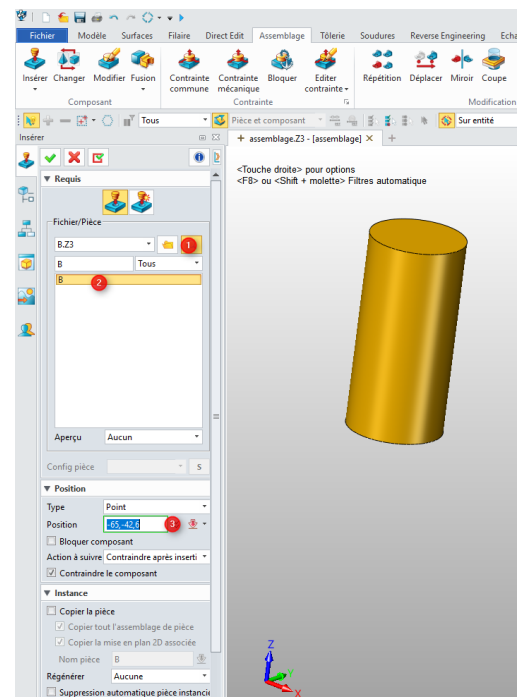 Fichier Modèle Surfaces Filaire Direct Edit Assemblage Tôlerie Soudures Reverse Engineering Echa
Insérer Changer Modifier Fusion Contrainte commune Contrainte mécanique Bloquer Editer contrainte Répétition Déplacer Miroir Coupe
Composant Contrainte Modification
Tous Pièce et composant Sur entité
Insérer
+ assemblage.Z3 - [assemblage] × +
<Touche droite> pour options
<F8> ou <Shift + molette> Filtres automatique
Requis
Fichier/Pièce
B.Z3 1
B Tous
B 2
Aperçu Aucun
Config pièce S
Position
Type Point
Position -65,-42,6 3
Bloquer composant
Action à suivre Contraindre après inserti
Contraindre le composant
Instance
Copier la pièce
Copier tout l'assemblage de pièce
Copier la mise en plan 2D associée
Nom pièce B
Régénérer Aucune
Suppression automatique pièce instancie
Z
Y
X